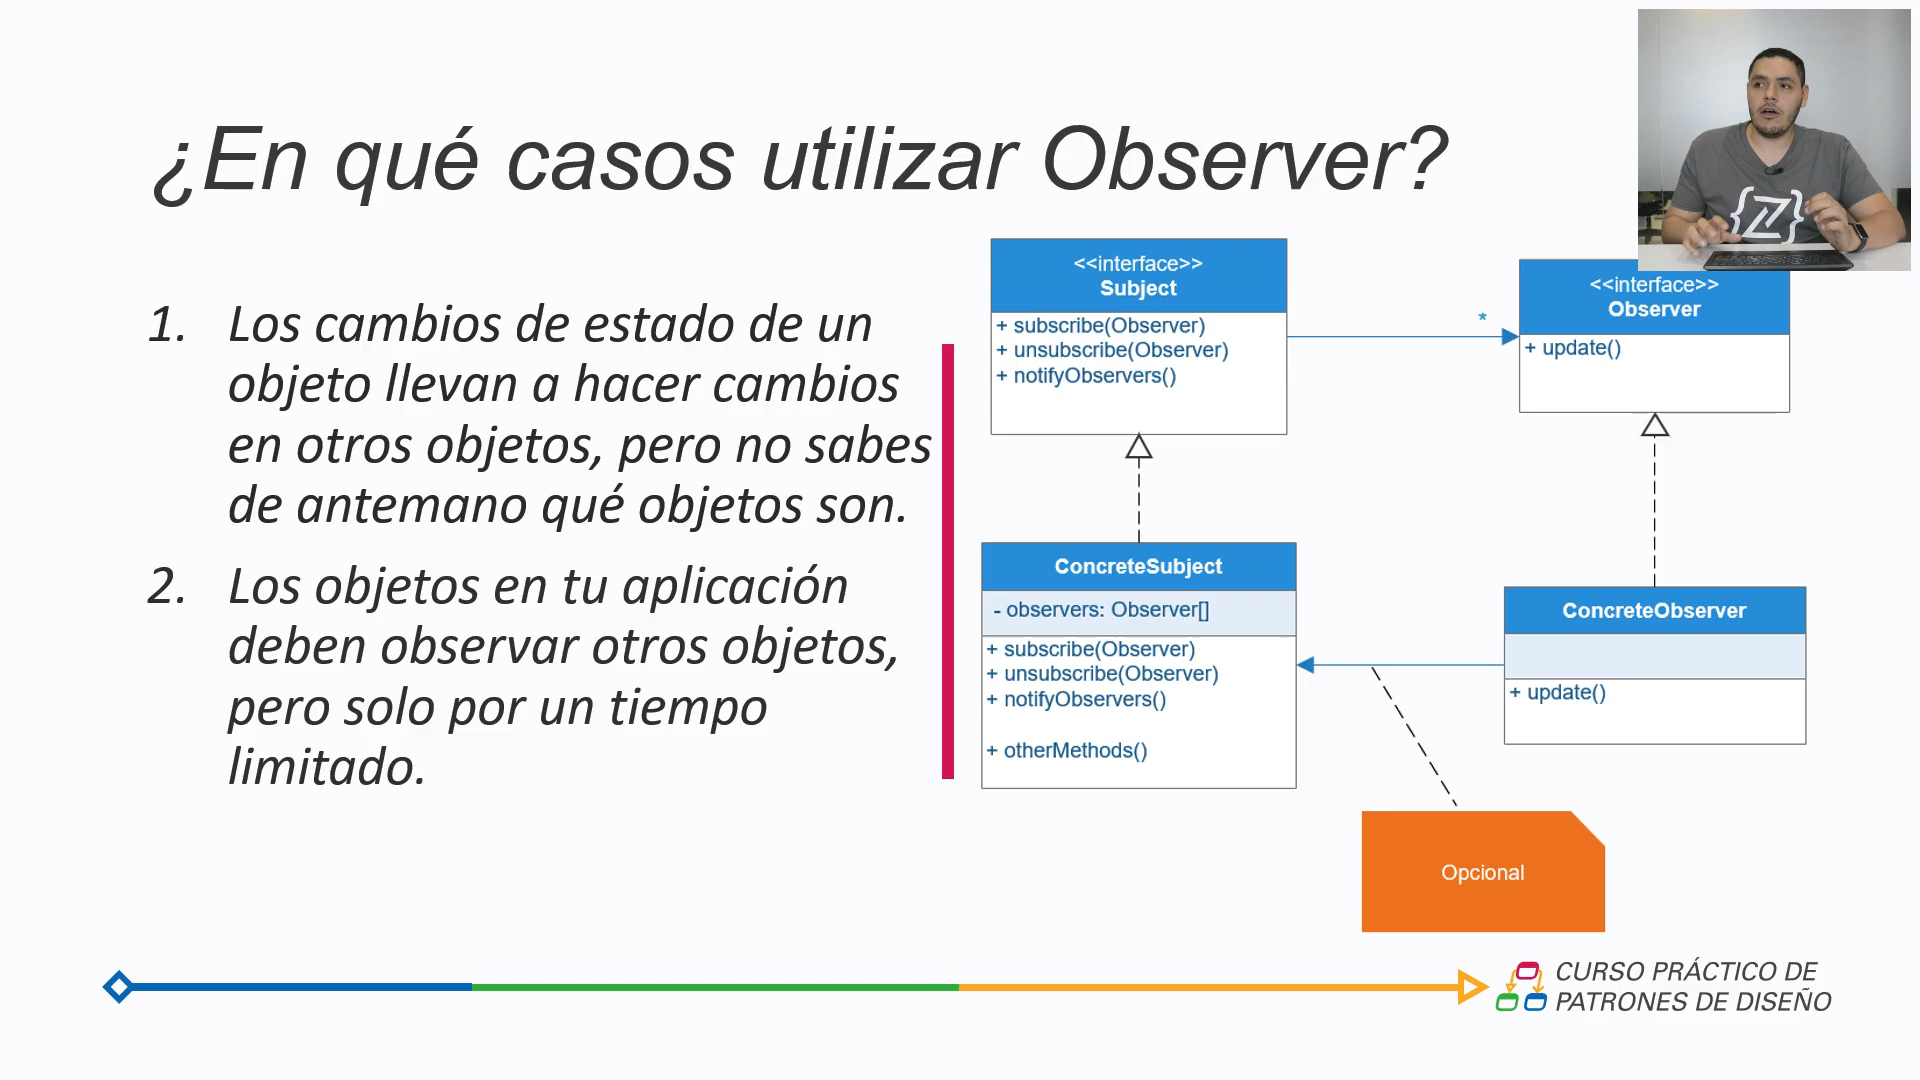 ¿En qué casos utilizar Observer?
1. Los cambios de estado de un
objeto llevan a hacer cambios
en otros objetos, pero no sabes
de antemano qué objetos son.
2. Los objetos en tu aplicación
deben observar otros objetos,
pero solo por un tiempo
limitado.
<<interface>>
Subject
+ subscribe(Observer)
+ unsubscribe(Observer)
+ notifyObservers()
*
<<interface>>
Observer
+ update()
ConcreteSubject
- observers: Observer[]
+ subscribe(Observer)
+ unsubscribe(Observer)
+ notifyObservers()
+ otherMethods()
ConcreteObserver
+ update()
Opcional
{Z}
CURSO PRÁCTICO DE
PATRONES DE DISEÑO